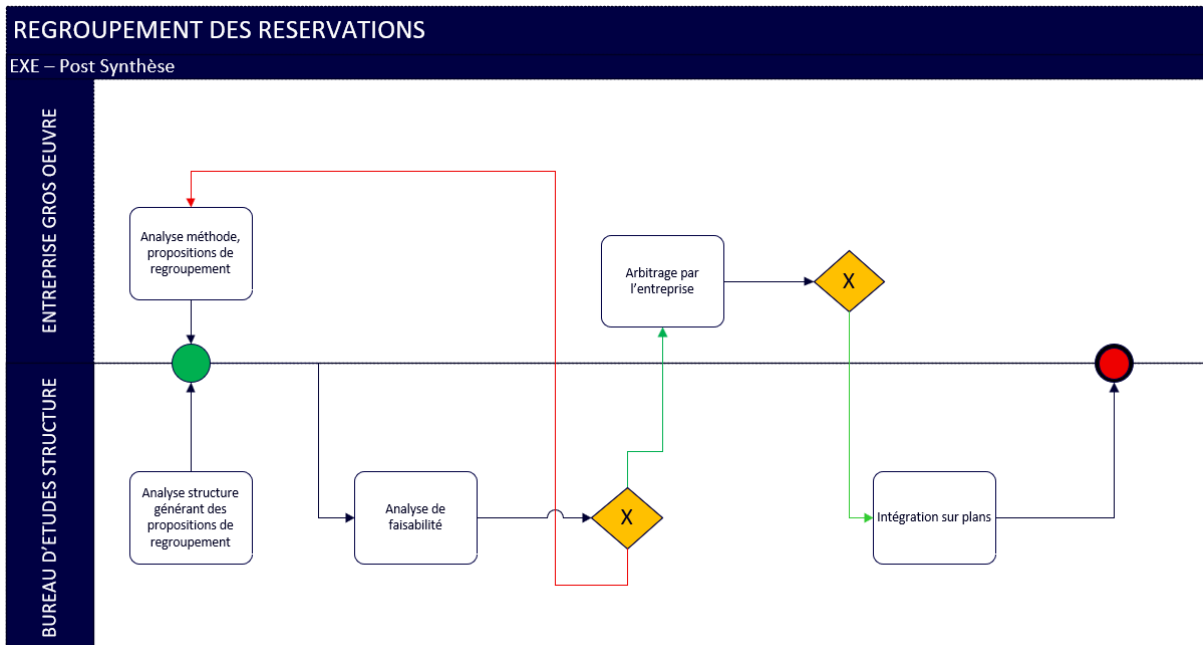 REGROUPEMENT DES RESERVATIONS
EXE – Post Synthèse
ENTREPRISE GROS OEUVRE
Analyse méthode,
propositions de
regroupement
Arbitrage par
l'entreprise
X
BUREAU D'ETUDES STRUCTURE
Analyse structure
générant des
propositions de
regroupement
Analyse de
faisabilité
X
Intégration sur plans